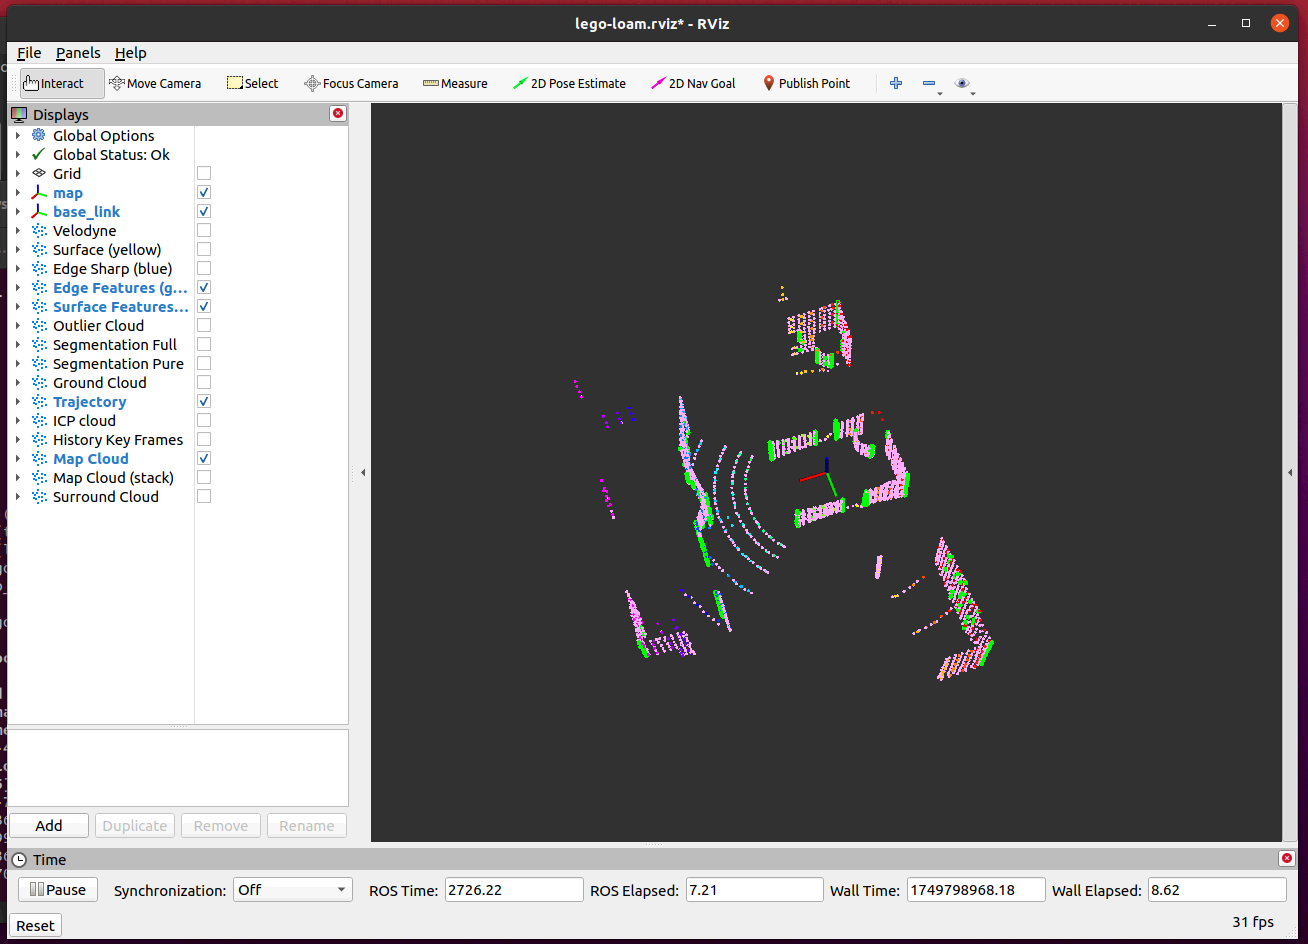 lego-loam.rviz* - RViz
File Panels Help
Interact Move Camera Select Focus Camera Measure 2D Pose Estimate 2D Nav Goal Publish Point
Displays
Global Options
Global Status: Ok
Grid
map
base_link
Velodyne
Surface (yellow)
Edge Sharp (blue)
Edge Features (g...
Surface Features...
Outlier Cloud
Segmentation Full
Segmentation Pure
Ground Cloud
Trajectory
ICP cloud
History Key Frames
Map Cloud
Map Cloud (stack)
Surround Cloud
Add Duplicate Remove Rename
Time
Pause Synchronization: Off ROS Time: 2726.22 ROS Elapsed: 7.21 Wall Time: 1749798968.18 Wall Elapsed: 8.62
Reset 31 fps